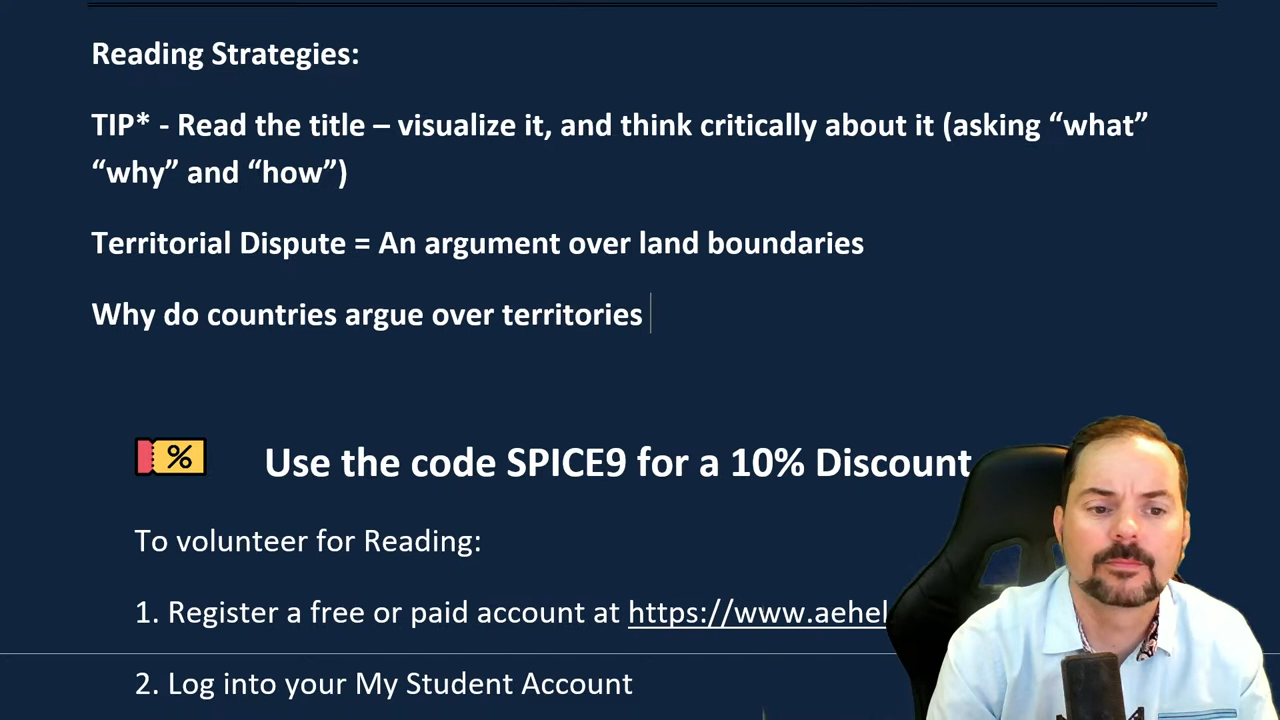 Reading Strategies:
TIP* - Read the title – visualize it, and think critically about it (asking “what”
“why” and “how”)
Territorial Dispute = An argument over land boundaries
Why do countries argue over territories
%
Use the code SPICE9 for a 10% Discount
To volunteer for Reading:
1. Register a free or paid account at https://www.aehel
2. Log into your My Student Account